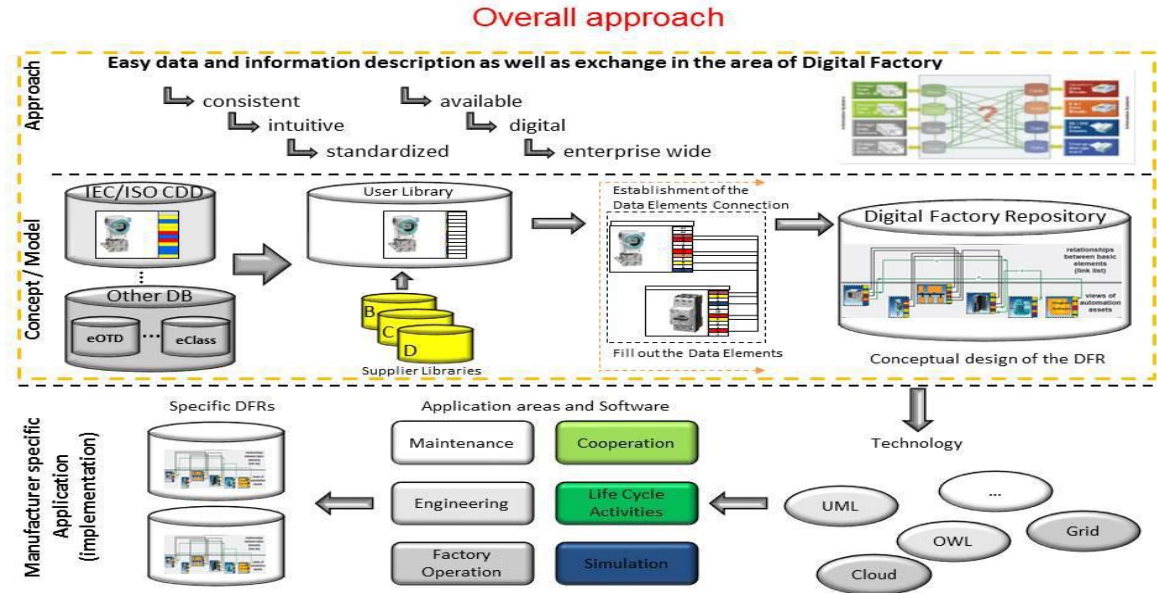 Overall approach
Approach
Easy data and information description as well as exchange in the area of Digital Factory
consistent
available
intuitive
digital
standardized
enterprise wide
?
Concept / Model
IEC/ISO CDD
Other DB
eOTD
eClass
User Library
B
C
D
Supplier Libraries
Establishment of the
Data Elements Connection
Fill out the Data Elements
Digital Factory Repository
relationships
between basic
elements
(link list)
views of
automation
assets
Conceptual design of the DFR
Manufacturer specific
Application
(implementation)
Specific DFRs
Application areas and Software
Technology
Maintenance
Cooperation
Engineering
Life Cycle
Activities
Factory
Operation
Simulation
UML
...
OWL
Grid
Cloud